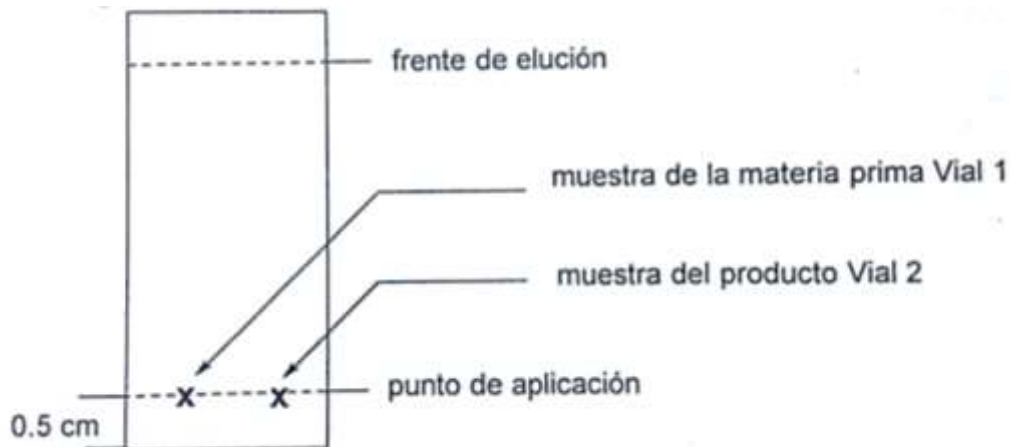 frente de elución
muestra de la materia prima Vial 1
muestra del producto Vial 2
x x
punto de aplicación
0.5 cm